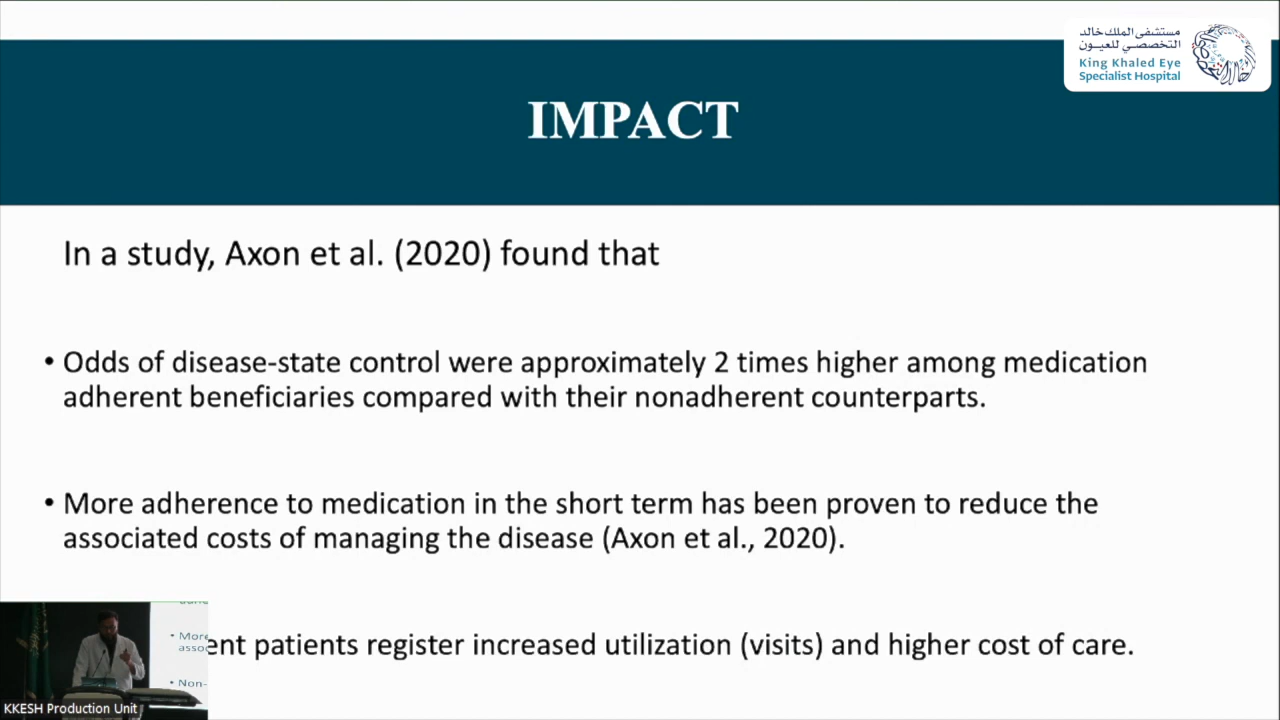 مستشفى الملك خالد
التخصصي للعيون
King Khaled Eye
Specialist Hospital
IMPACT
In a study, Axon et al. (2020) found that
• Odds of disease-state control were approximately 2 times higher among medication
adherent beneficiaries compared with their nonadherent counterparts.
• More adherence to medication in the short term has been proven to reduce the
associated costs of managing the disease (Axon et al., 2020).
ent patients register increased utilization (visits) and higher cost of care.
• More
asso
• Non-
KKESH Production Unit